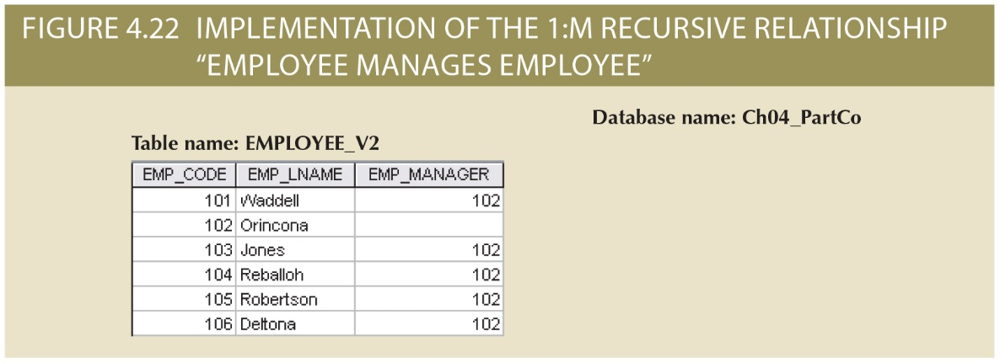 FIGURE 4.22 IMPLEMENTATION OF THE 1:M RECURSIVE RELATIONSHIP
“EMPLOYEE MANAGES EMPLOYEE”
Database name: Ch04_PartCo
Table name: EMPLOYEE_V2
EMP_CODE EMP_LNAME EMP_MANAGER
101 Waddell 102
102 Orincona
103 Jones 102
104 Reballoh 102
105 Robertson 102
106 Deltona 102